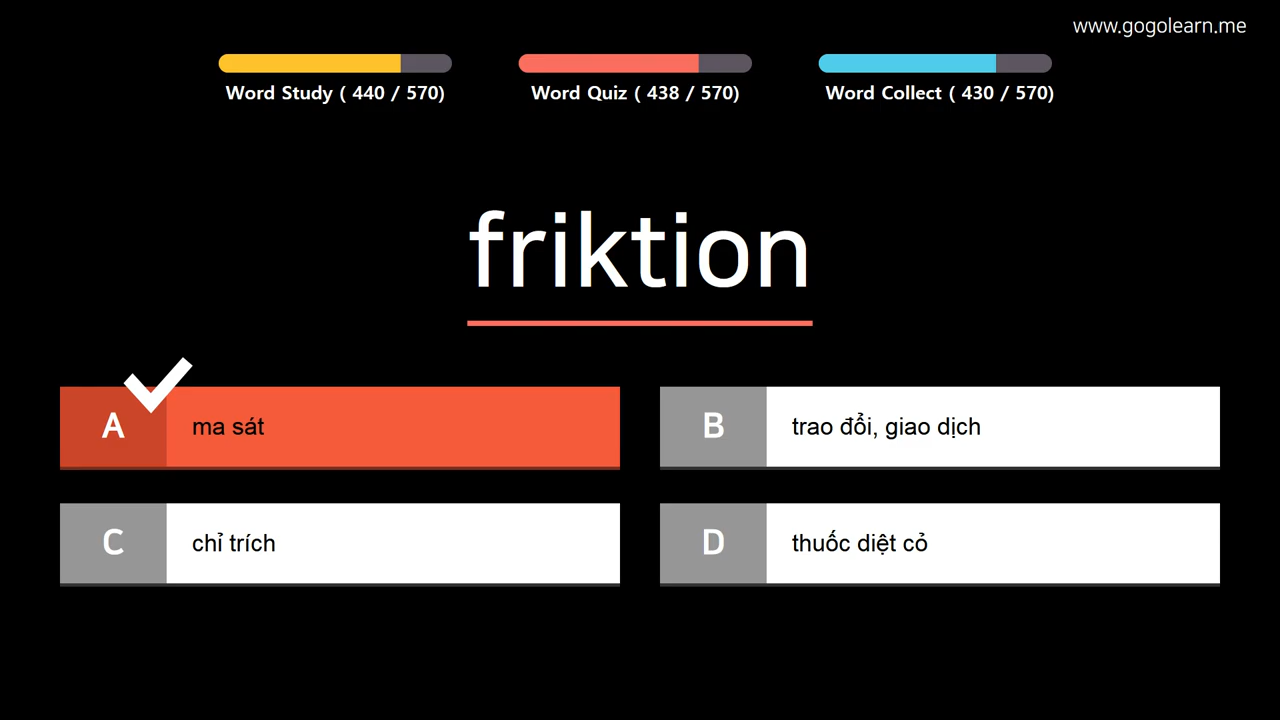 www.gogolearn.me
Word Study ( 440 / 570)
Word Quiz ( 438 / 570)
Word Collect ( 430 / 570)
friktion
A ma sát
B trao đổi, giao dịch
C chỉ trích
D thuốc diệt cỏ